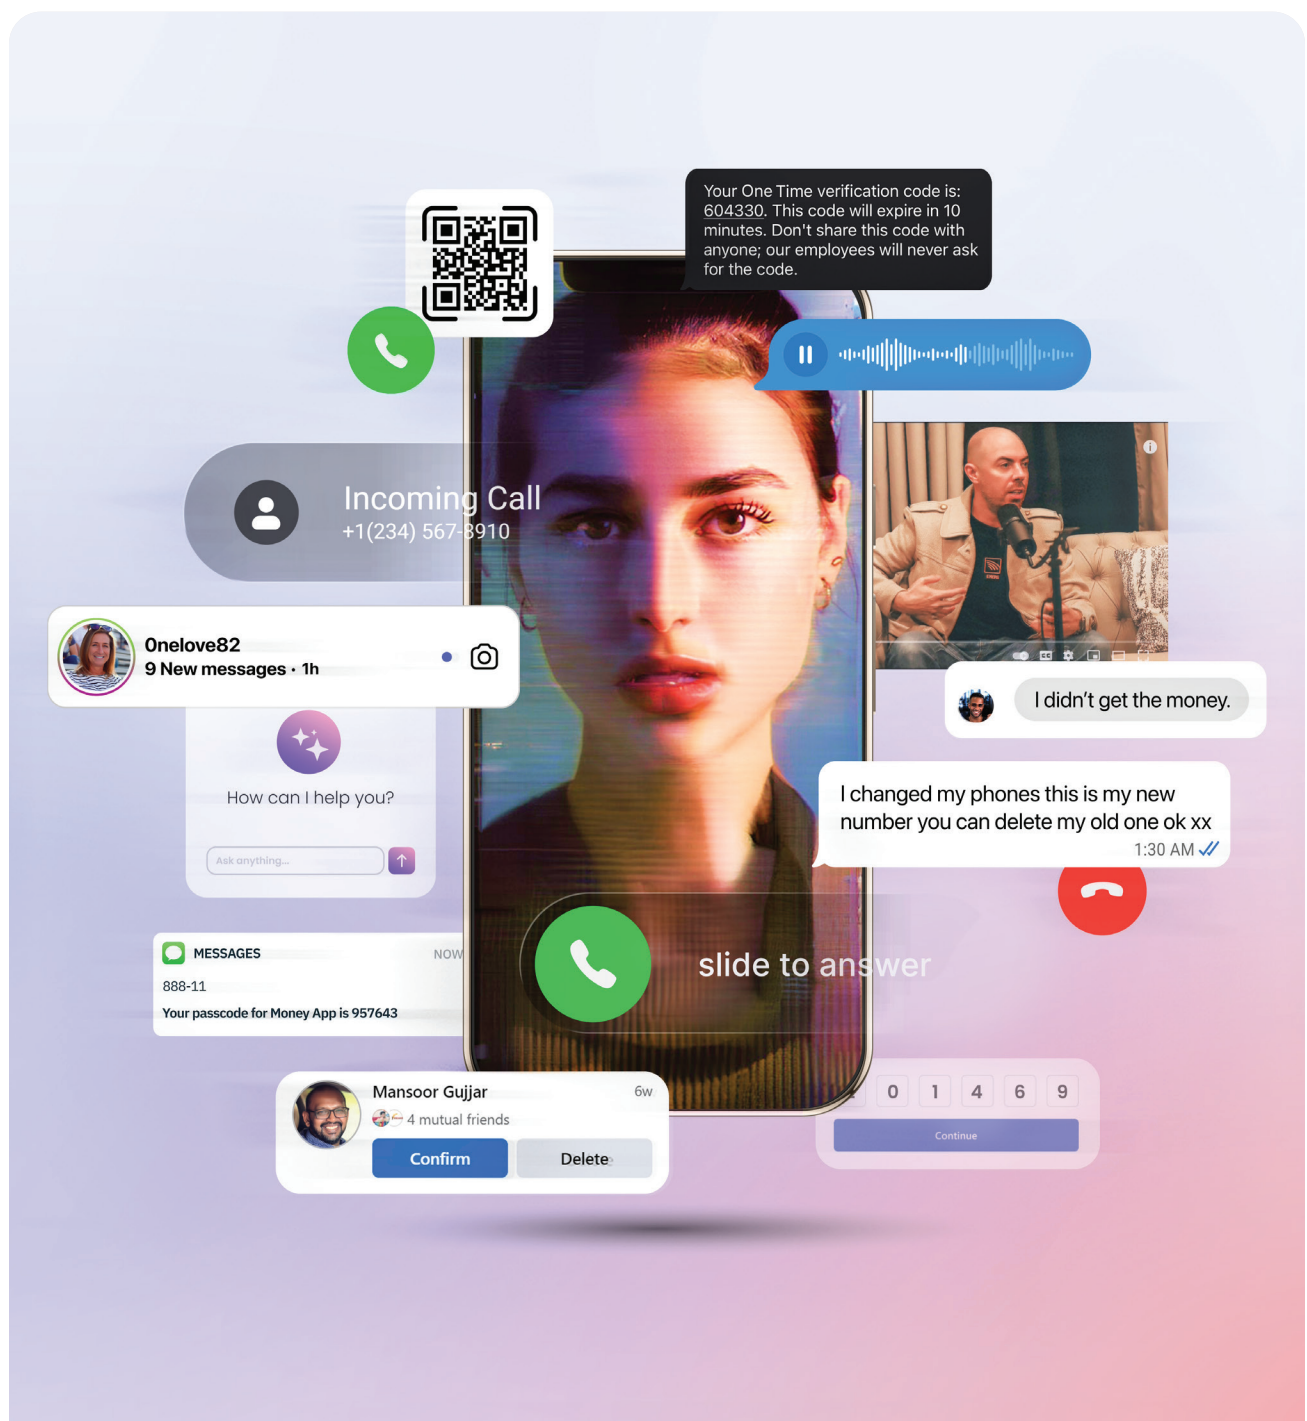 Your One Time verification code is:
604330. This code will expire in 10
minutes. Don't share this code with
anyone; our employees will never ask
for the code.
Incoming Call
+1(234) 567-8910
0nelove82
9 New messages · 1h
I didn't get the money.
How can I help you?
Ask anything...
I changed my phones this is my new
number you can delete my old one ok xx
1:30 AM
MESSAGES NOW
888-11
Your passcode for Money App is 957643
slide to answer
Mansoor Gujjar 6w
4 mutual friends
Confirm Delete
0 1 4 6 9
Continue